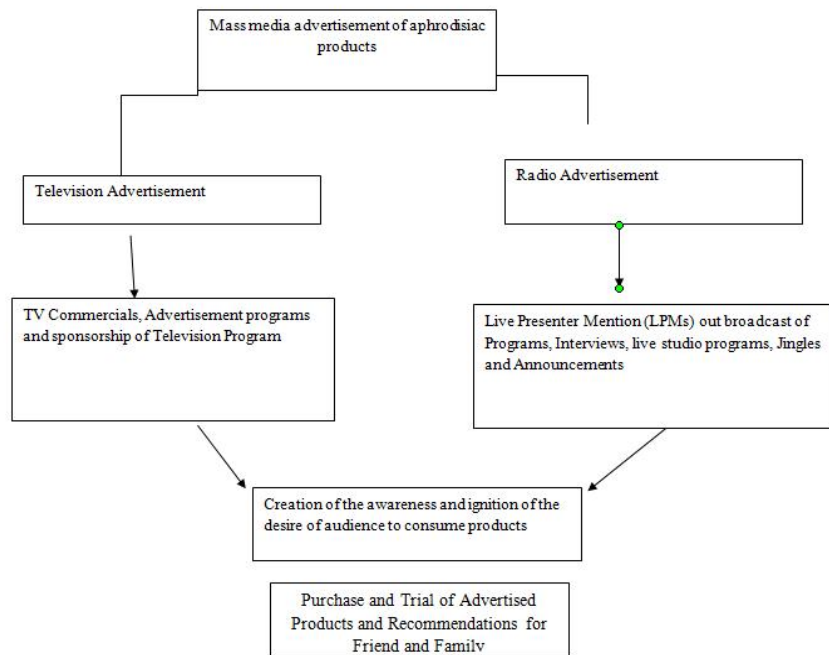 Mass media advertisement of aphrodisiac
products
Television Advertisement
Radio Advertisement
TV Commercials, Advertisement programs
and sponsorship of Television Program
Live Presenter Mention (LPMs) out broadcast of
Programs, Interviews, live studio programs, Jingles
and Announcements
Creation of the awareness and ignition of the
desire of audience to consume products
Purchase and Trial of Advertised
Products and Recommendations for
Friend and Family